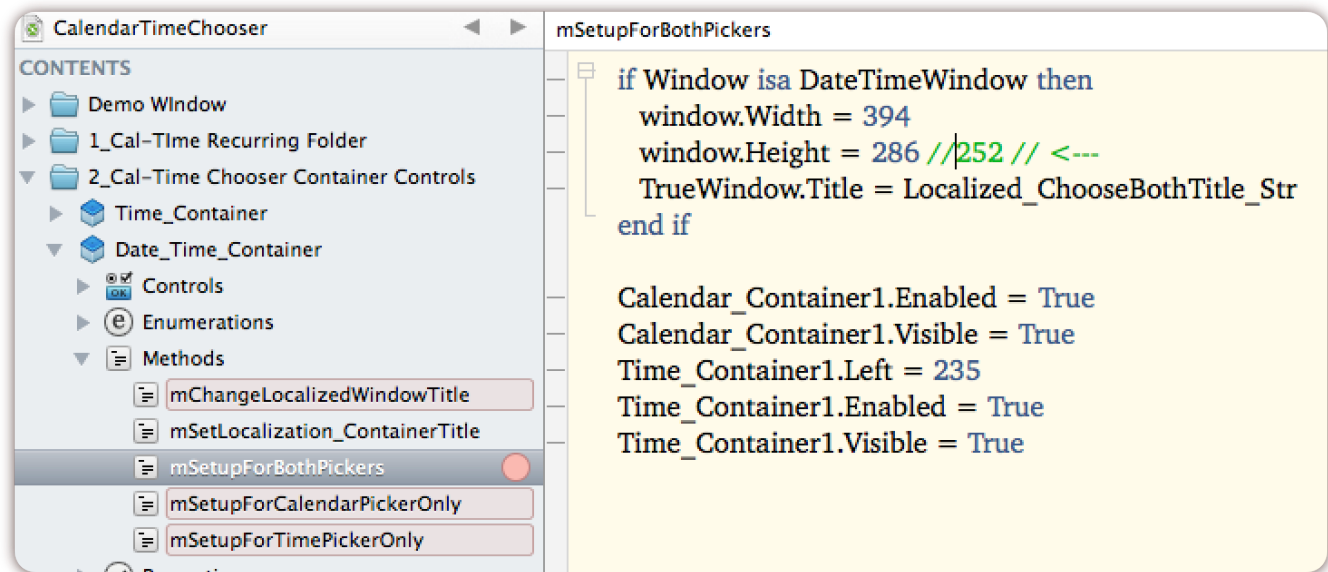 CalendarTimeChooser
CONTENTS
Demo WIndow
1_Cal-TIme Recurring Folder
2_Cal-Time Chooser Container Controls
Time_Container
Date_Time_Container
Controls
Enumerations
Methods
mChangeLocalizedWindowTitle
mSetLocalization_ContainerTitle
mSetupForBothPickers
mSetupForCalendarPickerOnly
mSetupForTimePickerOnly
mSetupForBothPickers
if Window isa DateTimeWindow then
window.Width = 394
window.Height = 286 //252 // <---
TrueWindow.Title = Localized_ChooseBothTitle_Str
end if
Calendar_Container1.Enabled = True
Calendar_Container1.Visible = True
Time_Container1.Left = 235
Time_Container1.Enabled = True
Time_Container1.Visible = True